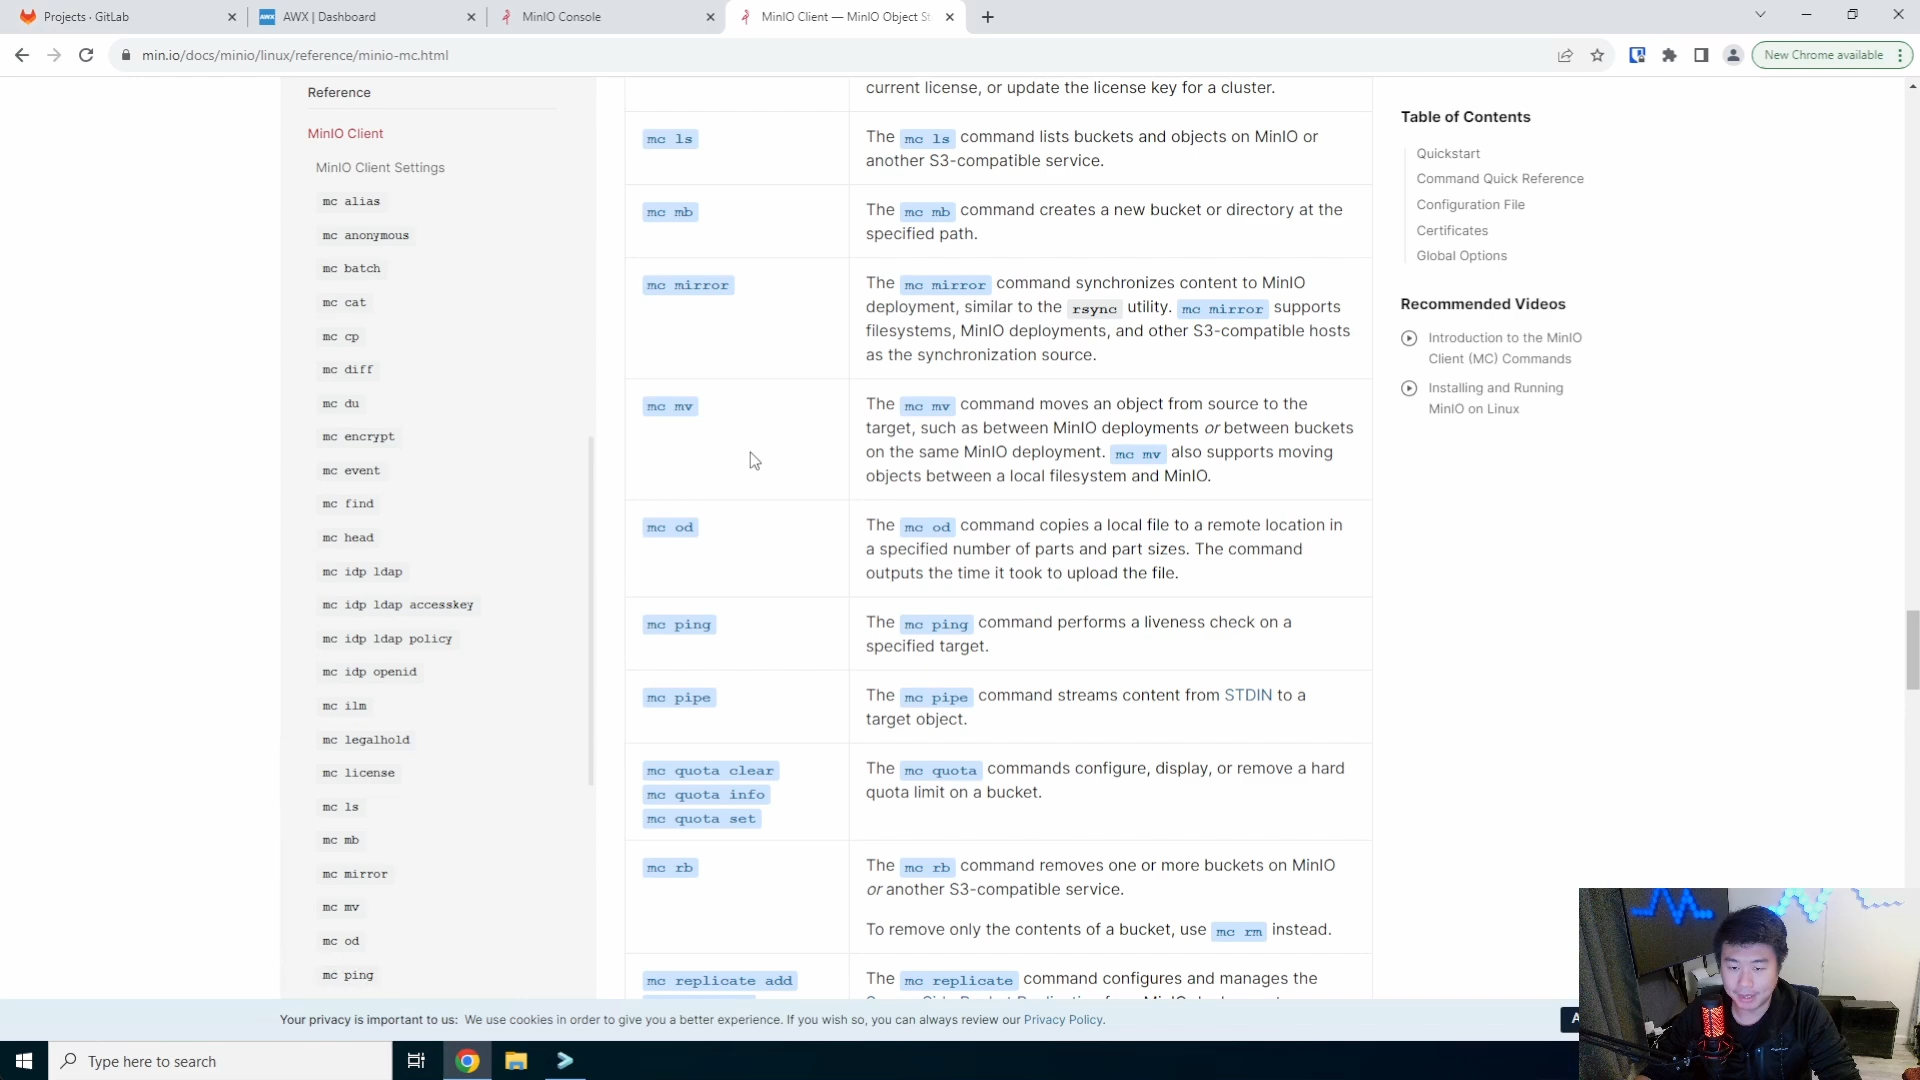 Projects · GitLab
AWX | Dashboard
MinIO Console
MinIO Client — MinIO Object St
min.io/docs/minio/linux/reference/minio-mc.html
New Chrome available
Reference
MinIO Client
MinIO Client Settings
mc alias
mc anonymous
mc batch
mc cat
mc cp
mc diff
mc du
mc encrypt
mc event
mc find
mc head
mc idp ldap
mc idp ldap accesskey
mc idp ldap policy
mc idp openid
mc ilm
mc legalhold
mc license
mc ls
mc mb
mc mirror
mc mv
mc od
mc ping
current license, or update the license key for a cluster.
mc ls
The mc ls command lists buckets and objects on MinIO or
another S3-compatible service.
mc mb
The mc mb command creates a new bucket or directory at the
specified path.
mc mirror
The mc mirror command synchronizes content to MinIO
deployment, similar to the rsync utility. mc mirror supports
filesystems, MinIO deployments, and other S3-compatible hosts
as the synchronization source.
mc mv
The mc mv command moves an object from source to the
target, such as between MinIO deployments or between buckets
on the same MinIO deployment. mc mv also supports moving
objects between a local filesystem and MinIO.
mc od
The mc od command copies a local file to a remote location in
a specified number of parts and part sizes. The command
outputs the time it took to upload the file.
mc ping
The mc ping command performs a liveness check on a
specified target.
mc pipe
The mc pipe command streams content from STDIN to a
target object.
mc quota clear
mc quota info
mc quota set
The mc quota commands configure, display, or remove a hard
quota limit on a bucket.
mc rb
The mc rb command removes one or more buckets on MinIO
or another S3-compatible service.
To remove only the contents of a bucket, use mc rm instead.
mc replicate add
The mc replicate command configures and manages the
Table of Contents
Quickstart
Command Quick Reference
Configuration File
Certificates
Global Options
Recommended Videos
Introduction to the MinIO
Client (MC) Commands
Installing and Running
MinIO on Linux
Your privacy is important to us: We use cookies in order to give you a better experience. If you wish so, you can always review our Privacy Policy.
Type here to search